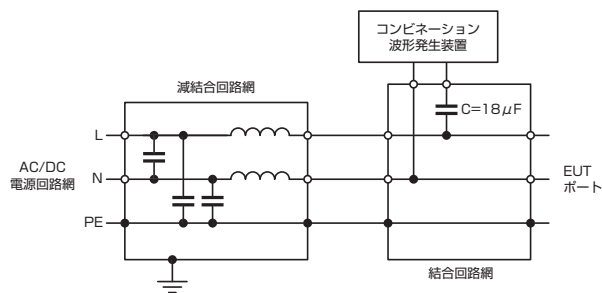 コンビネーション
波形発生装置
減結合回路網
C=18μF
L
AC/DC
電源回路網
N
EUT
ポート
PE
結合回路網